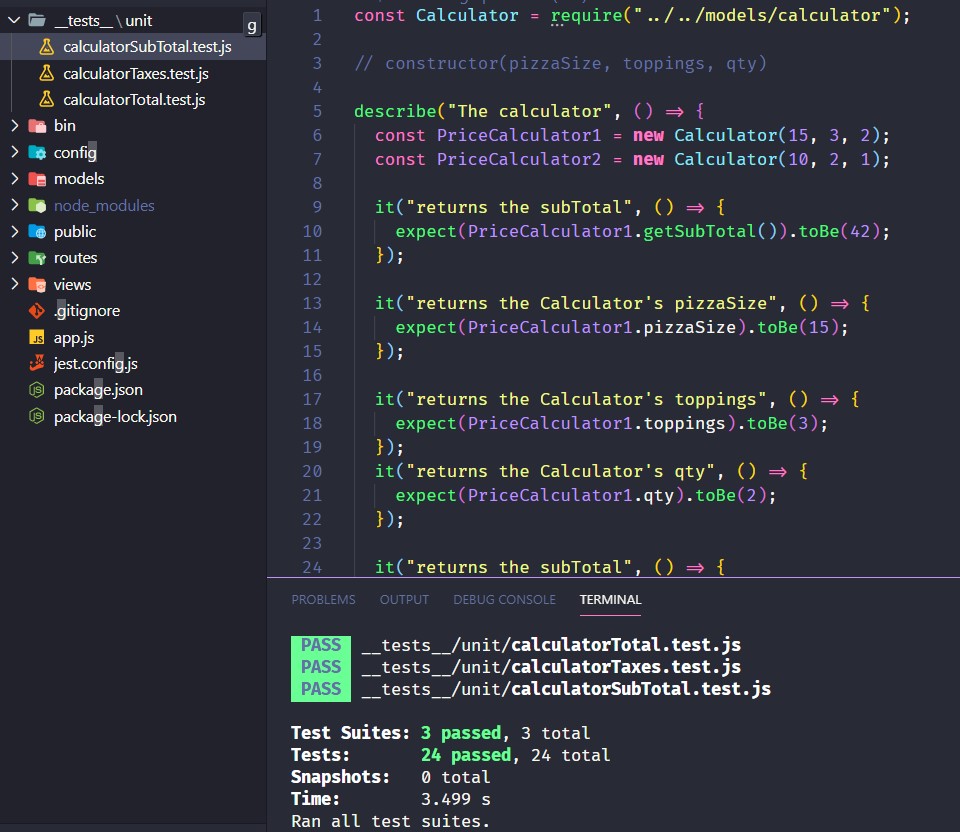 __tests__ \ unit
g
calculatorSubTotal.test.js
calculatorTaxes.test.js
calculatorTotal.test.js
bin
config
models
node_modules
public
routes
views
.gitignore
app.js
jest.config.js
package.json
package-lock.json
1 const Calculator = require("../../models/calculator");
2
3 // constructor(pizzaSize, toppings, qty)
4
5 describe("The calculator", () => {
6 const PriceCalculator1 = new Calculator(15, 3, 2);
7 const PriceCalculator2 = new Calculator(10, 2, 1);
8
9 it("returns the subTotal", () => {
10 expect(PriceCalculator1.getSubTotal()).toBe(42);
11 });
12
13 it("returns the Calculator's pizzaSize", () => {
14 expect(PriceCalculator1.pizzaSize).toBe(15);
15 });
16
17 it("returns the Calculator's toppings", () => {
18 expect(PriceCalculator1.toppings).toBe(3);
19 });
20 it("returns the Calculator's qty", () => {
21 expect(PriceCalculator1.qty).toBe(2);
22 });
23
24 it("returns the subTotal", () => {
PROBLEMS OUTPUT DEBUG CONSOLE TERMINAL
PASS __tests__/unit/calculatorTotal.test.js
PASS __tests__/unit/calculatorTaxes.test.js
PASS __tests__/unit/calculatorSubTotal.test.js
Test Suites: 3 passed, 3 total
Tests: 24 passed, 24 total
Snapshots: 0 total
Time: 3.499 s
Ran all test suites.